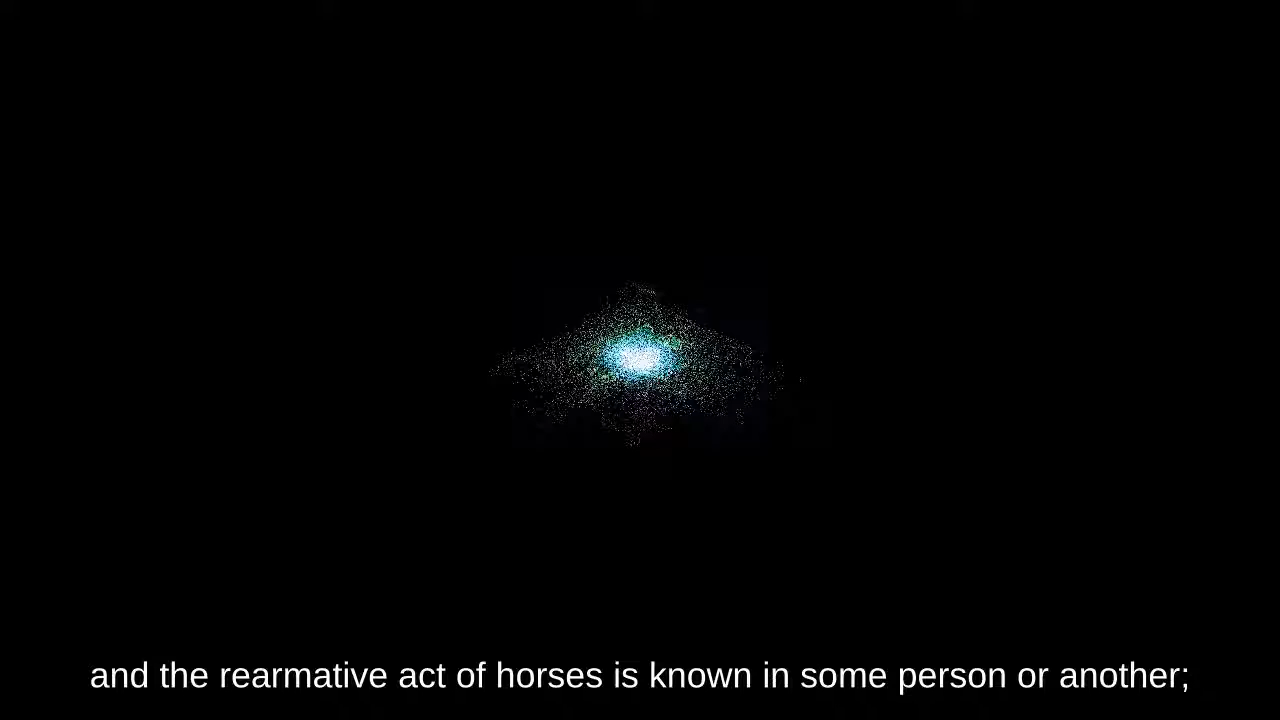 and the rearmative act of horses is known in some person or another;